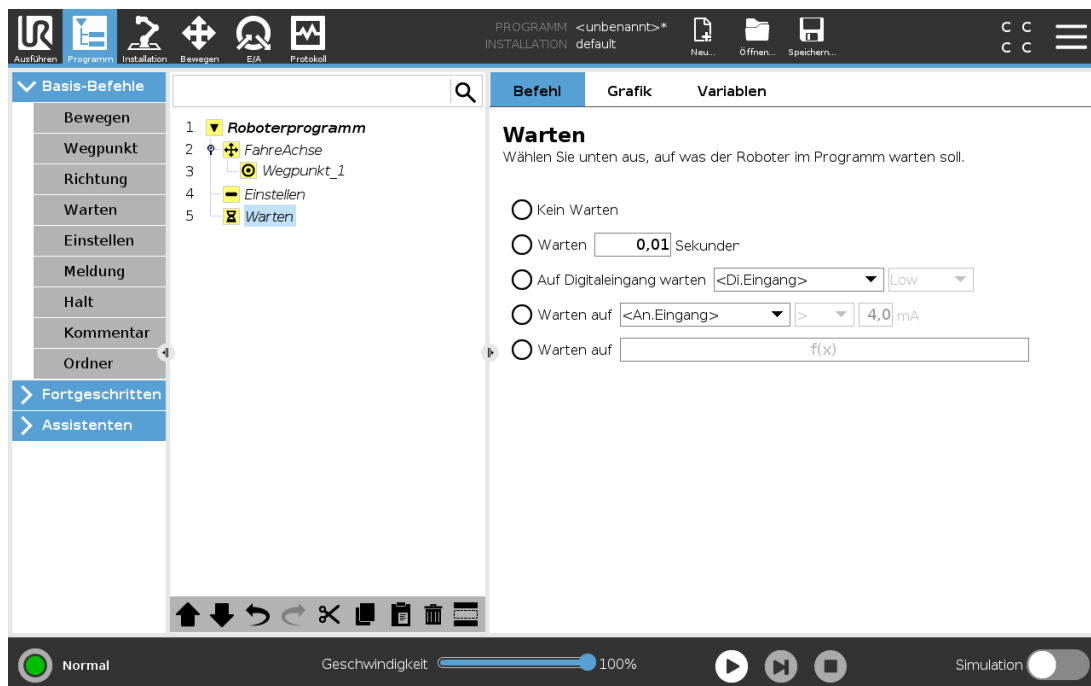 PROGRAMM <unbenannt>*
INSTALLATION default
C C
C C
Ausführen Programm Installation Bewegen E/A Protokoll Neu... Öffnen... Speichern...
Basis-Befehle
Bewegen
Wegpunkt
Richtung
Warten
Einstellen
Meldung
Halt
Kommentar
Ordner
Fortgeschritten
Assistenten
1 Roboterprogramm
2 FahreAchse
3 Wegpunkt_1
4 Einstellen
5 Warten
Befehl Grafik Variablen
Warten
Wählen Sie unten aus, auf was der Roboter im Programm warten soll.
Kein Warten
Warten 0,01 Sekunder
Auf Digitaleingang warten <Di.Eingang> Low
Warten auf <An.Eingang> > 4,0 mA
Warten auf f(x)
Normal Geschwindigkeit 100% Simulation